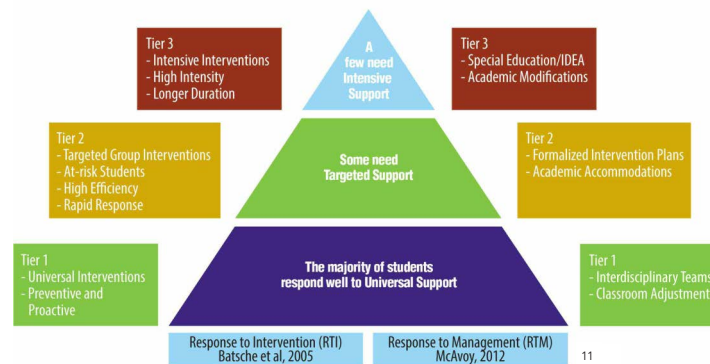 Tier 3
- Intensive Interventions
- High Intensity
- Longer Duration
A
few need
Intensive
Support
Tier 3
- Special Education/IDEA
- Academic Modifications
Tier 2
- Targeted Group Interventions
- At-risk Students
- High Efficiency
- Rapid Response
Some need
Targeted Support
Tier 2
- Formalized Intervention Plans
- Academic Accommodations
Tier 1
- Universal Interventions
- Preventive and
Proactive
The majority of students
respond well to Universal Support
Tier 1
- Interdisciplinary Teams
- Classroom Adjustment
Response to Intervention (RTI)
Batsche et al, 2005
Response to Management (RTM)
McAvoy, 2012
11